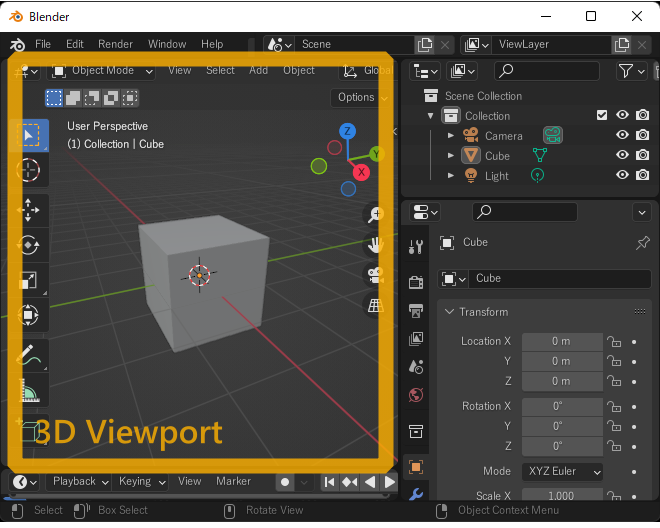 Blender
File Edit Render Window Help Scene ViewLayer
Object Mode View Select Add Object Global
Options
User Perspective
(1) Collection | Cube
Z
Y
X
3D Viewport
Playback Keying View Marker
Scene Collection
Collection
Camera
Cube
Light
Cube
Cube
Transform
Location X 0 m
Y 0 m
Z 0 m
Rotation X 0°
Y 0°
Z 0°
Mode XYZ Euler
Scale X 1.000
Select Box Select Rotate View Object Context Menu